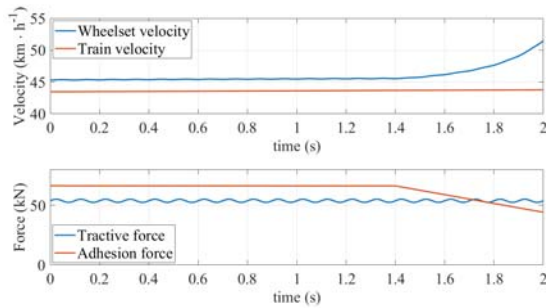 Velocity (km · h⁻¹)
55
50
45
40
Wheelset velocity
Train velocity
0 0.2 0.4 0.6 0.8 1 1.2 1.4 1.6 1.8 2
time (s)
Force (kN)
50
0
Tractive force
Adhesion force
0 0.2 0.4 0.6 0.8 1 1.2 1.4 1.6 1.8 2
time (s)